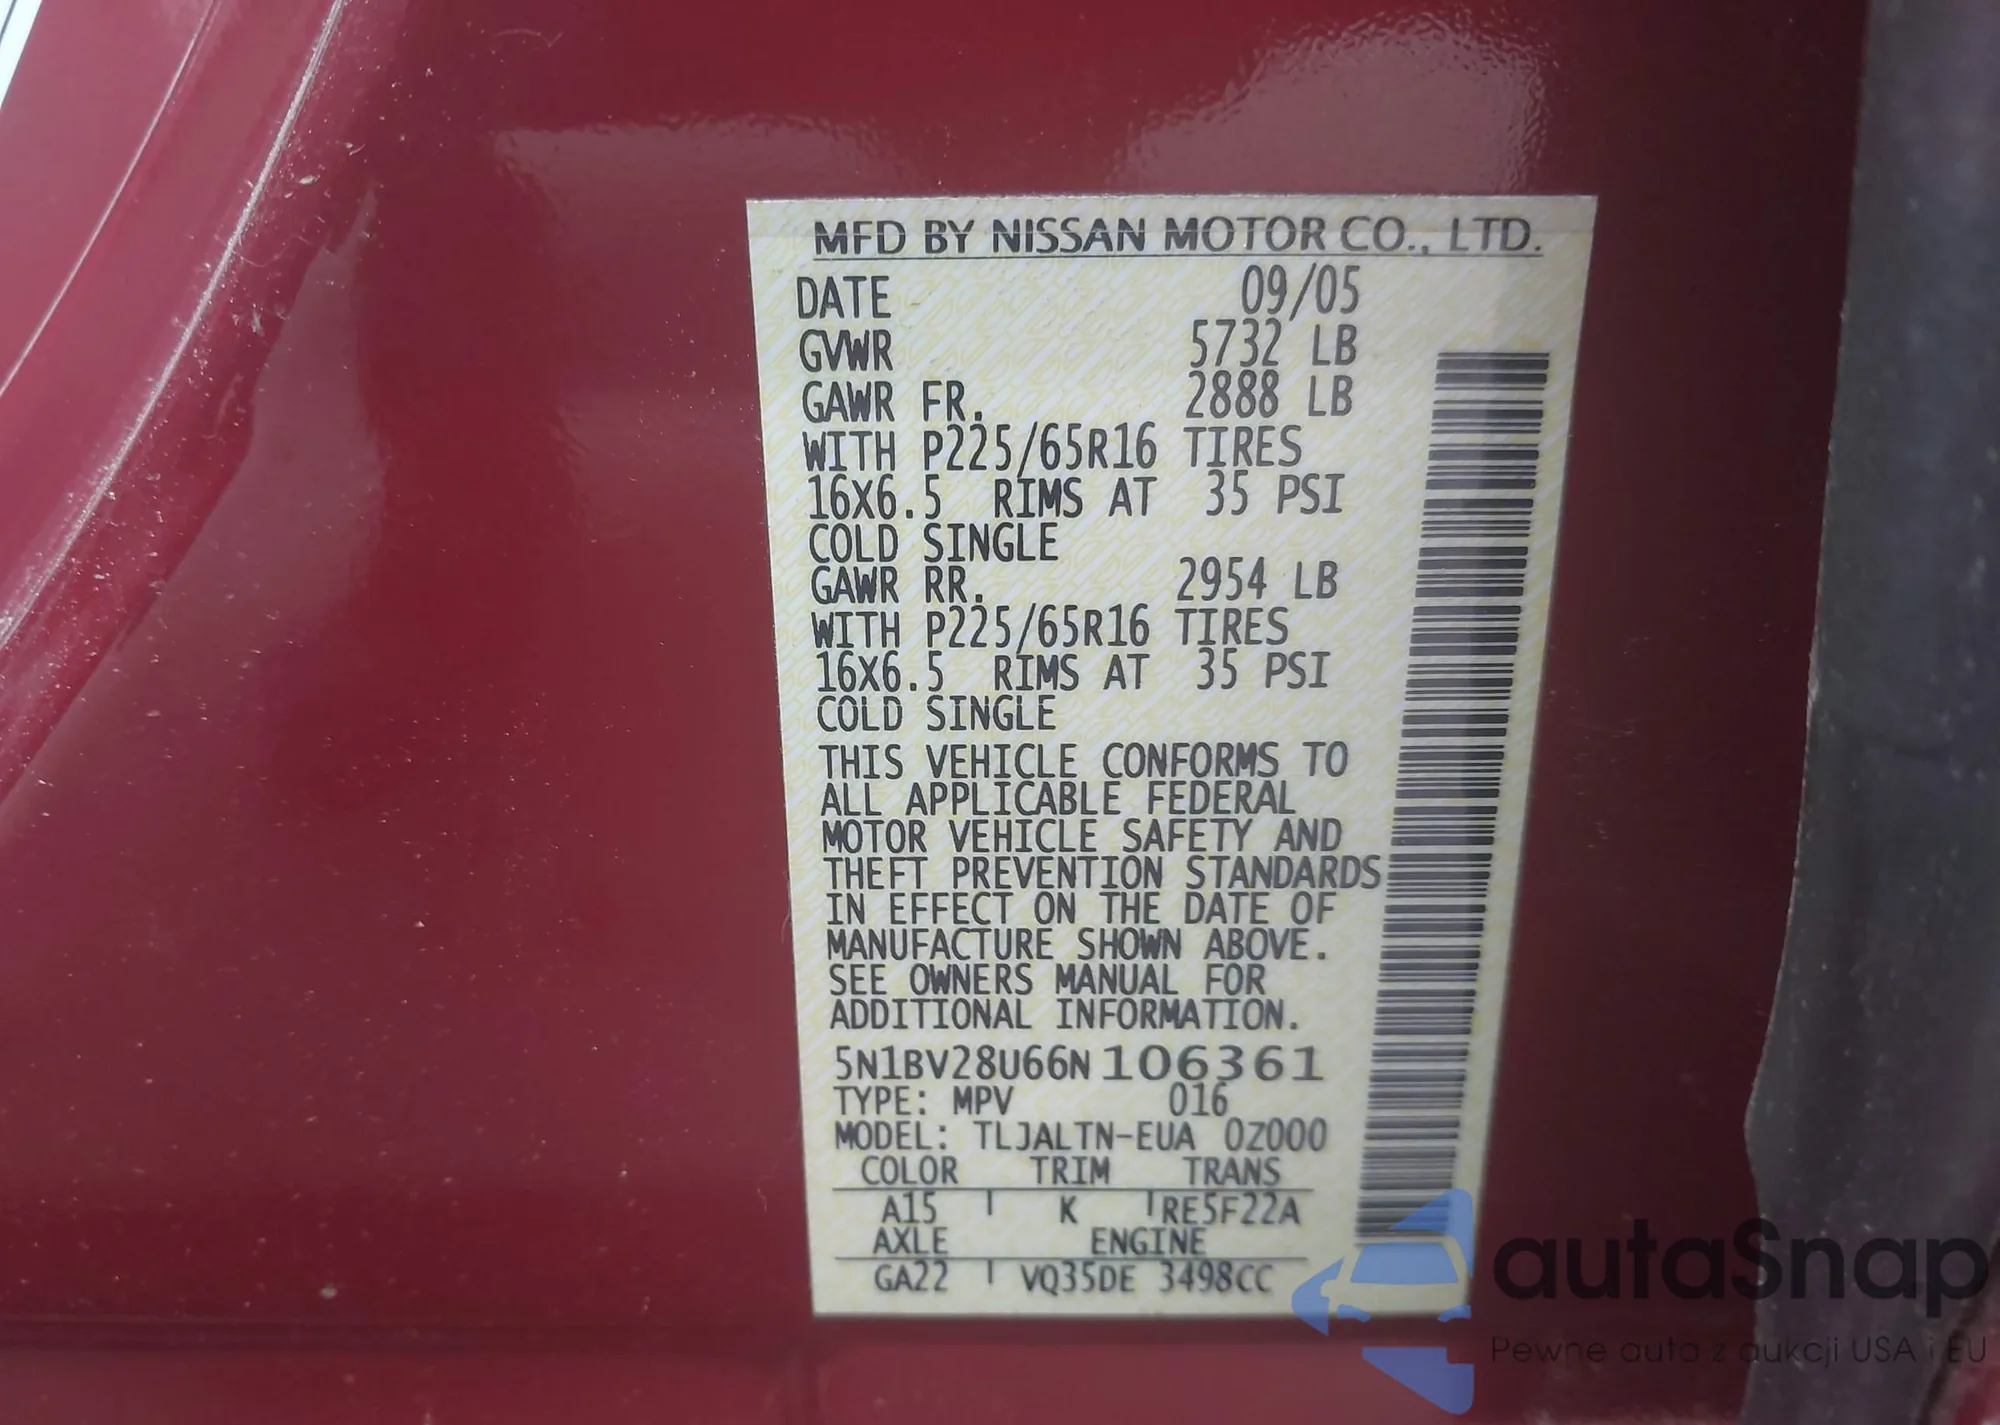 MFD BY NISSAN MOTOR CO., LTD.
DATE 09/05
GVWR 5732 LB
GAWR FR. 2888 LB
WITH P225/65R16 TIRES
16X6.5 RIMS AT 35 PSI
COLD SINGLE
GAWR RR. 2954 LB
WITH P225/65R16 TIRES
16X6.5 RIMS AT 35 PSI
COLD SINGLE
THIS VEHICLE CONFORMS TO
ALL APPLICABLE FEDERAL
MOTOR VEHICLE SAFETY AND
THEFT PREVENTION STANDARDS
IN EFFECT ON THE DATE OF
MANUFACTURE SHOWN ABOVE.
SEE OWNERS MANUAL FOR
ADDITIONAL INFORMATION.
5N1BV28U66N106361
TYPE: MPV 016
MODEL: TLJALTN-EUA 0Z000
COLOR TRIM TRANS
A15 K RE5F22A
AXLE ENGINE
GA22 VQ35DE 3498CC
autaSnap
Pewne auta z aukcji USA i EU